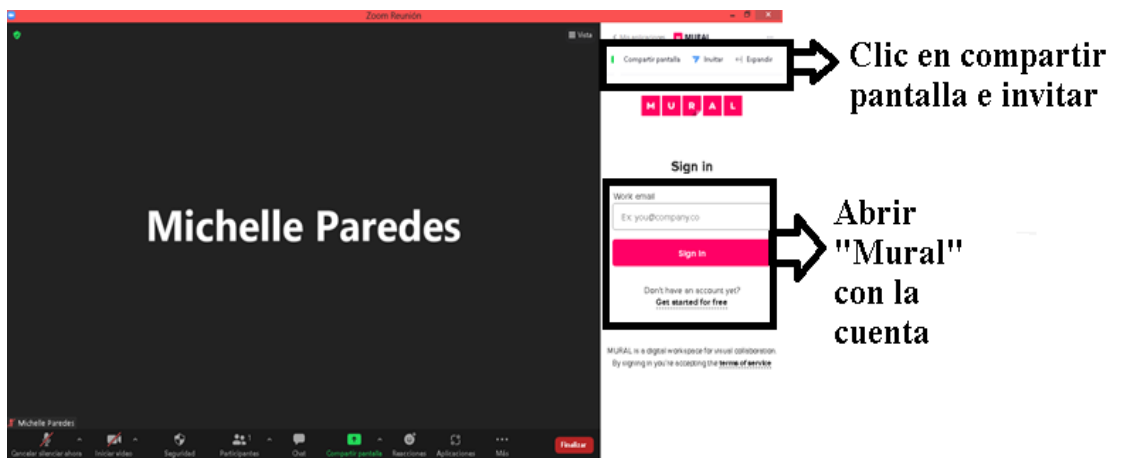 Zoom Reunión
Vista
< Mis aplicaciones MURAL ...
Compartir pantalla Invitar Expandir
Clic en compartir
pantalla e invitar
MURAL
Sign in
Work email
Ex: you@company.co
Sign in
Don't have an account yet?
Get started for free
Abrir
"Mural"
con la
cuenta
Michelle Paredes
MURAL is a digital workspace for visual collaboration.
By signing in you're accepting the terms of service
Michelle Paredes
Cancelar silenciar ahora Iniciar video Seguridad Participantes 1 Chat Compartir pantalla Reacciones Aplicaciones Más Finalizar